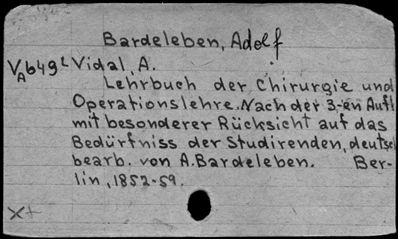 Bardeleben, Adolf
VAb49L Vidal, A.
Lehrbuch der Chirurgie und
Operationslehre. Nach der 3-en Aufl
mit besonderer Rücksicht auf das
Bedürfniss der Studirenden, deutsch
bearb. von A. Bardeleben. Ber-
lin, 1852-59.
X+